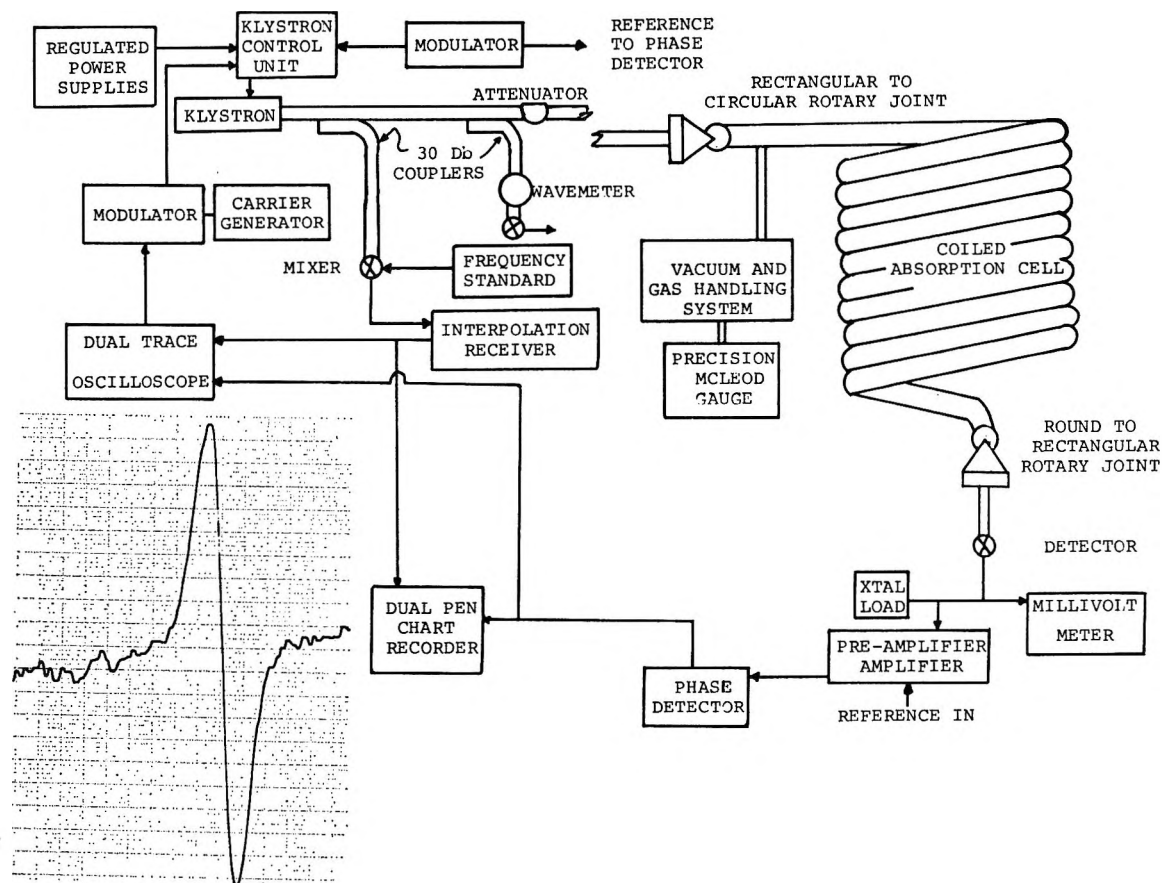 REGULATED
POWER
SUPPLIES
KLYSTRON
CONTROL
UNIT
MODULATOR
REFERENCE
TO PHASE
DETECTOR
KLYSTRON
ATTENUATOR
RECTANGULAR TO
CIRCULAR ROTARY JOINT
30 Db
COUPLERS
WAVEMETER
MODULATOR
CARRIER
GENERATOR
MIXER
FREQUENCY
STANDARD
VACUUM AND
GAS HANDLING
SYSTEM
COILED
ABSORPTION CELL
DUAL TRACE
OSCILLOSCOPE
INTERPOLATION
RECEIVER
PRECISION
MCLEOD
GAUGE
ROUND TO
RECTANGULAR
ROTARY JOINT
DETECTOR
XTAL
LOAD
MILLIVOLT
METER
DUAL PEN
CHART
RECORDER
PRE-AMPLIFIER
AMPLIFIER
PHASE
DETECTOR
REFERENCE IN